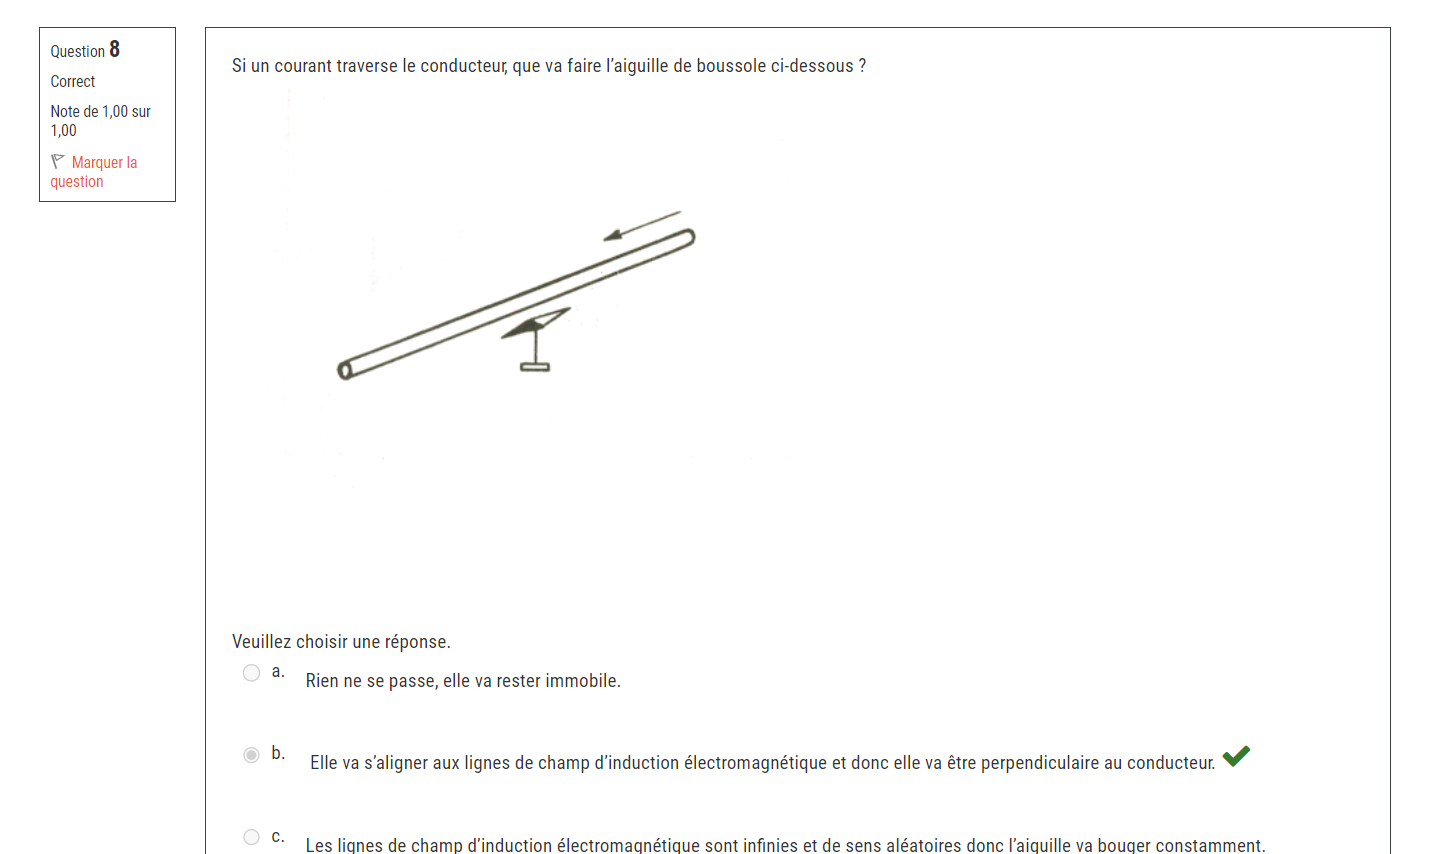 Question 8
Correct
Note de 1,00 sur
1,00
Marquer la
question
Si un courant traverse le conducteur, que va faire l’aiguille de boussole ci-dessous ?
Veuillez choisir une réponse.
a.
Rien ne se passe, elle va rester immobile.
b.
Elle va s’aligner aux lignes de champ d’induction électromagnétique et donc elle va être perpendiculaire au conducteur.
c.
Les lignes de champ d’induction électromagnétique sont infinies et de sens aléatoires donc l’aiguille va bouger constamment.